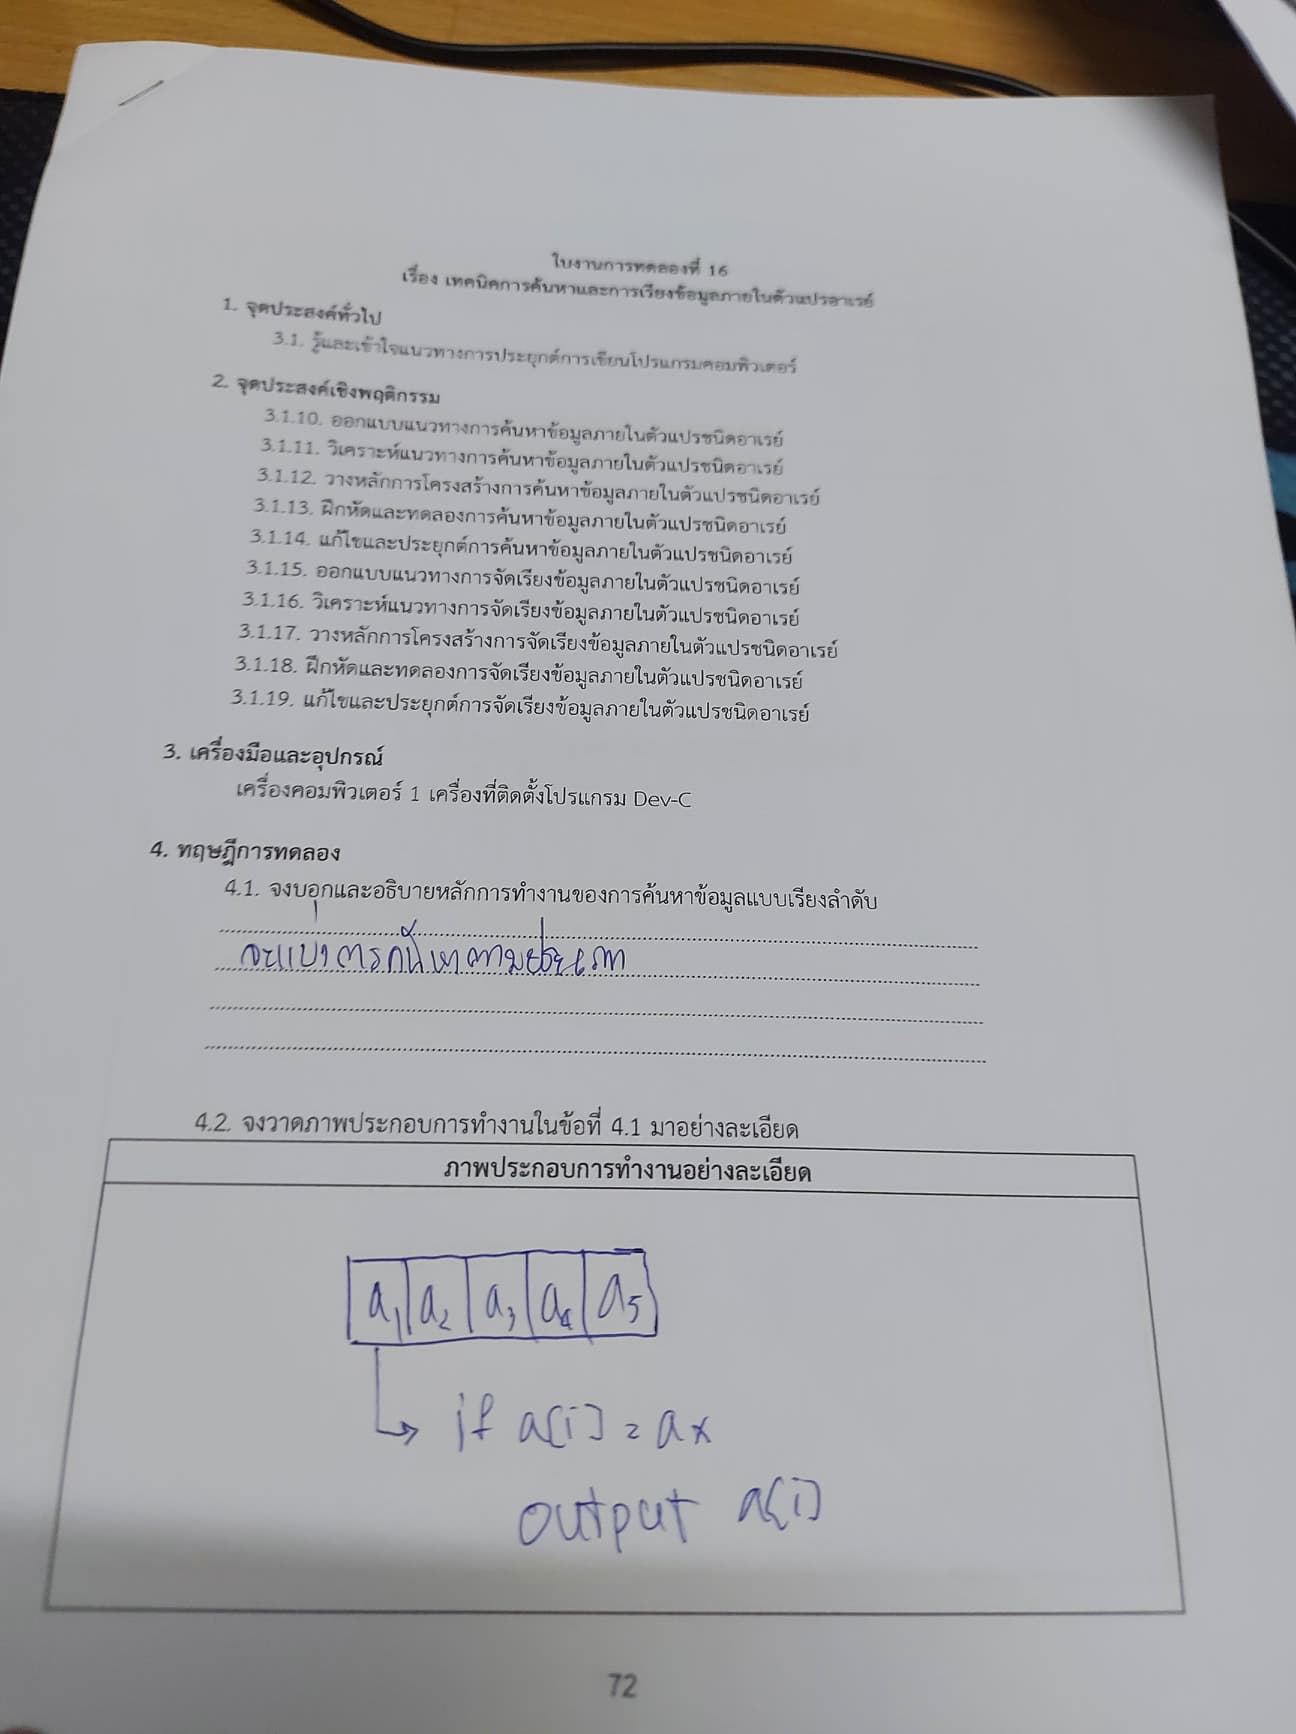 ใบงานการทดลองที่ 16
เรื่อง เทคนิคการค้นหาและการเรียงข้อมูลภายในตัวแปรอาเรย์
1. จุดประสงค์ทั่วไป
3.1. รู้และเข้าใจแนวทางการประยุกต์การเขียนโปรแกรมคอมพิวเตอร์
2. จุดประสงค์เชิงพฤติกรรม
3.1.10. ออกแบบแนวทางการค้นหาข้อมูลภายในตัวแปรชนิดอาเรย์
3.1.11. วิเคราะห์แนวทางการค้นหาข้อมูลภายในตัวแปรชนิดอาเรย์
3.1.12. วางหลักการโครงสร้างการค้นหาข้อมูลภายในตัวแปรชนิดอาเรย์
3.1.13. ฝึกหัดและทดลองการค้นหาข้อมูลภายในตัวแปรชนิดอาเรย์
3.1.14. แก้ไขและประยุกต์การค้นหาข้อมูลภายในตัวแปรชนิดอาเรย์
3.1.15. ออกแบบแนวทางการจัดเรียงข้อมูลภายในตัวแปรชนิดอาเรย์
3.1.16. วิเคราะห์แนวทางการจัดเรียงข้อมูลภายในตัวแปรชนิดอาเรย์
3.1.17. วางหลักการโครงสร้างการจัดเรียงข้อมูลภายในตัวแปรชนิดอาเรย์
3.1.18. ฝึกหัดและทดลองการจัดเรียงข้อมูลภายในตัวแปรชนิดอาเรย์
3.1.19. แก้ไขและประยุกต์การจัดเรียงข้อมูลภายในตัวแปรชนิดอาเรย์
3. เครื่องมือและอุปกรณ์
เครื่องคอมพิวเตอร์ 1 เครื่องที่ติดตั้งโปรแกรม Dev-C
4. ทฤษฎีการทดลอง
4.1. จงบอกและอธิบายหลักการทำงานของการค้นหาข้อมูลแบบเรียงลำดับ
จะแบ่งการค้นหาตามประเภท
4.2. จงวาดภาพประกอบการทำงานในข้อที่ 4.1 มาอย่างละเอียด
ภาพประกอบการทำงานอย่างละเอียด
a1 a2 a3 a4 a5
if a[i] = ax
output a[i]
72